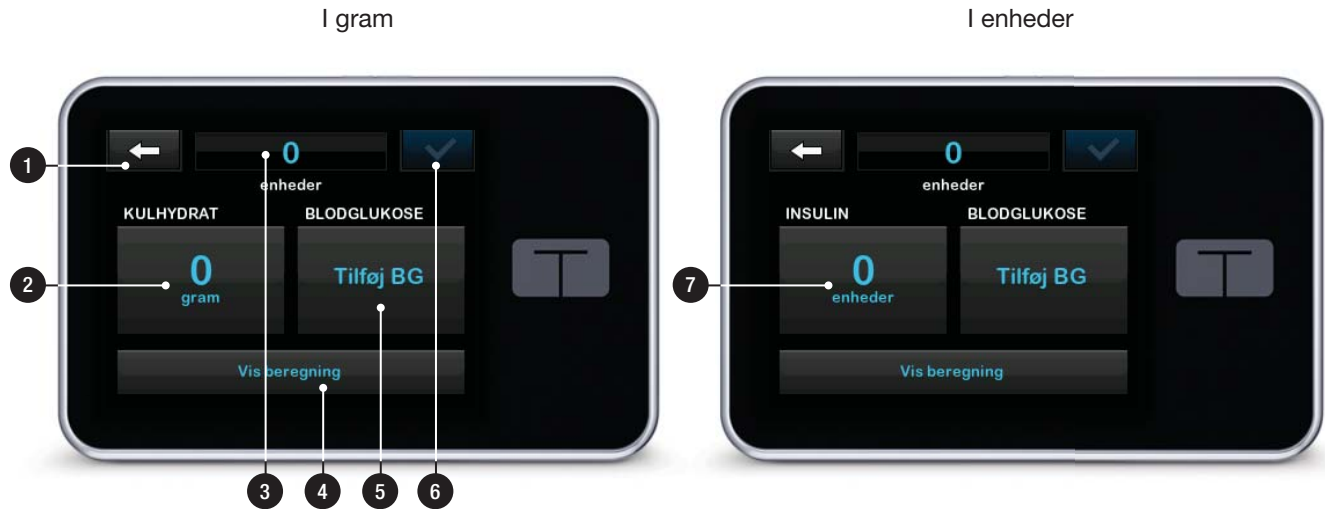 I gram
I enheder
0
enheder
KULHYDRAT
BLODGLUKOSE
0
gram
Tilføj BG
Vis beregning
1
2
3
4
5
6
0
enheder
INSULIN
BLODGLUKOSE
0
enheder
Tilføj BG
Vis beregning
7